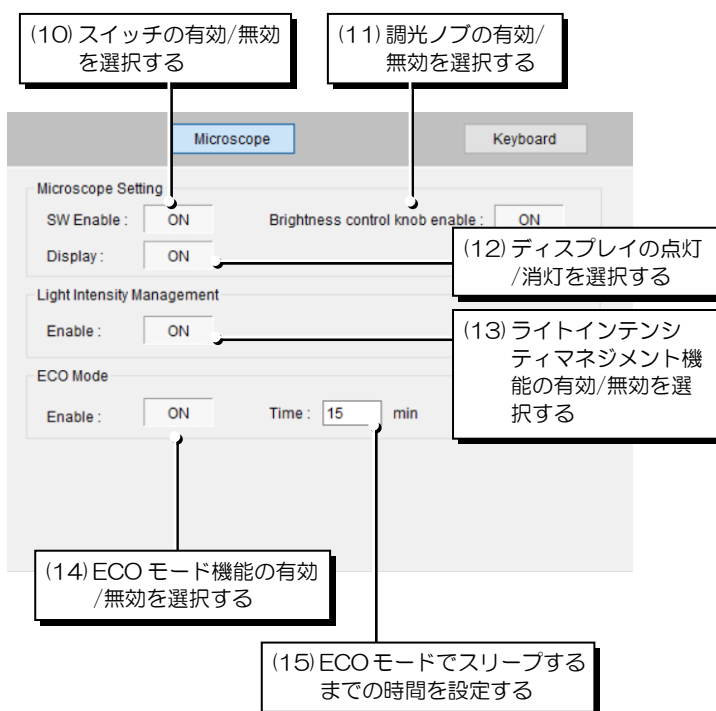 (10) スイッチの有効/無効
を選択する
(11) 調光ノブの有効/
無効を選択する
Microscope
Keyboard
Microscope Setting
SW Enable : ON
Brightness control knob enable : ON
Display : ON
(12) ディスプレイの点灯
/消灯を選択する
Light Intensity Management
Enable : ON
(13) ライトインテンシ
ティマネジメント機
能の有効/無効を選
択する
ECO Mode
Enable : ON
Time : 15 min
(14) ECO モード機能の有効
/無効を選択する
(15) ECO モードでスリープする
までの時間を設定する